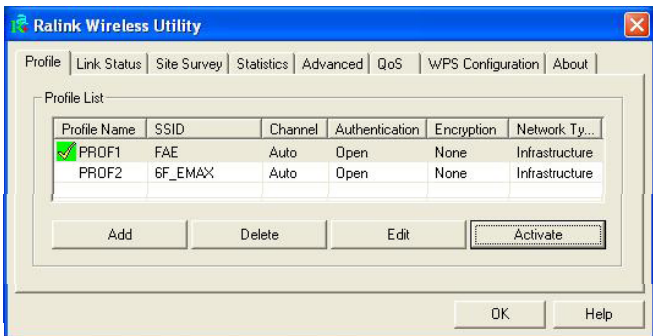 Ralink Wireless Utility
Profile Link Status Site Survey Statistics Advanced QoS WPS Configuration About
Profile List
Profile Name SSID Channel Authentication Encryption Network Ty...
PROF1 FAE Auto Open None Infrastructure
PROF2 6F_EMAX Auto Open None Infrastructure
Add Delete Edit Activate
OK Help